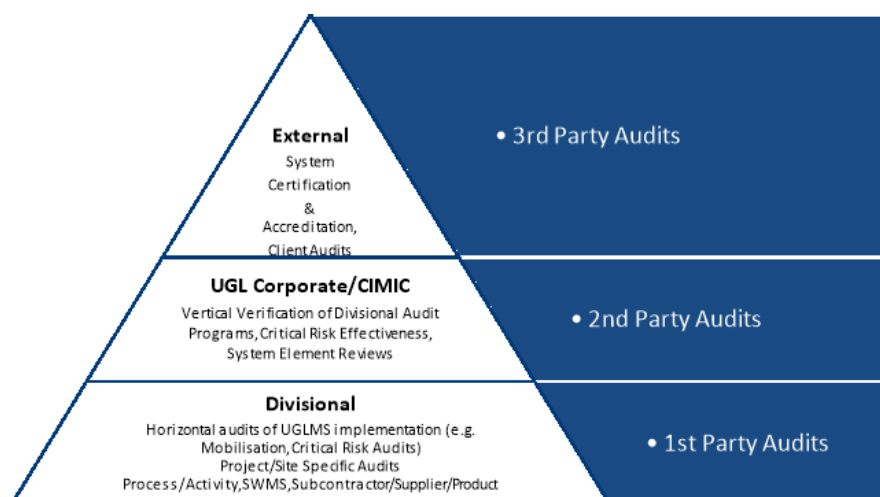 External
System
Certification
&
Accreditation,
Client Audits
• 3rd Party Audits
UGL Corporate/CIMIC
Vertical Verification of Divisional Audit
Programs, Critical Risk Effectiveness,
System Element Reviews
• 2nd Party Audits
Divisional
Horizontal audits of UGLMS implementation (e.g.
Mobilisation, Critical Risk Audits)
Project/Site Specific Audits
Process/Activity, SWMS, Subcontractor/Supplier/Product
• 1st Party Audits